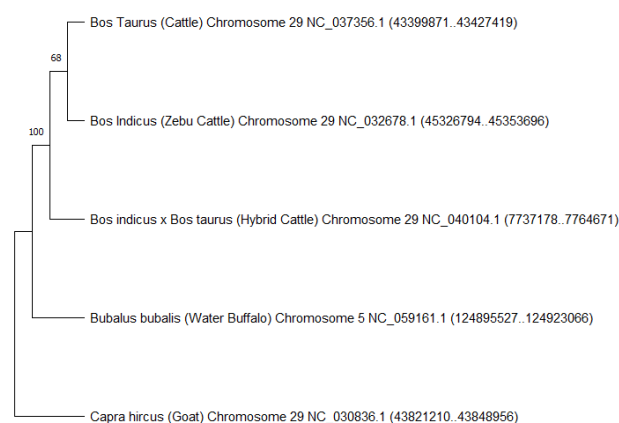 Bos Taurus (Cattle) Chromosome 29 NC_037356.1 (43399871..43427419)
68
Bos Indicus (Zebu Cattle) Chromosome 29 NC_032678.1 (45326794..45353696)
100
Bos indicus x Bos taurus (Hybrid Cattle) Chromosome 29 NC_040104.1 (7737178..7764671)
Bubalus bubalis (Water Buffalo) Chromosome 5 NC_059161.1 (124895527..124923066)
Capra hircus (Goat) Chromosome 29 NC_030836.1 (43821210..43848956)